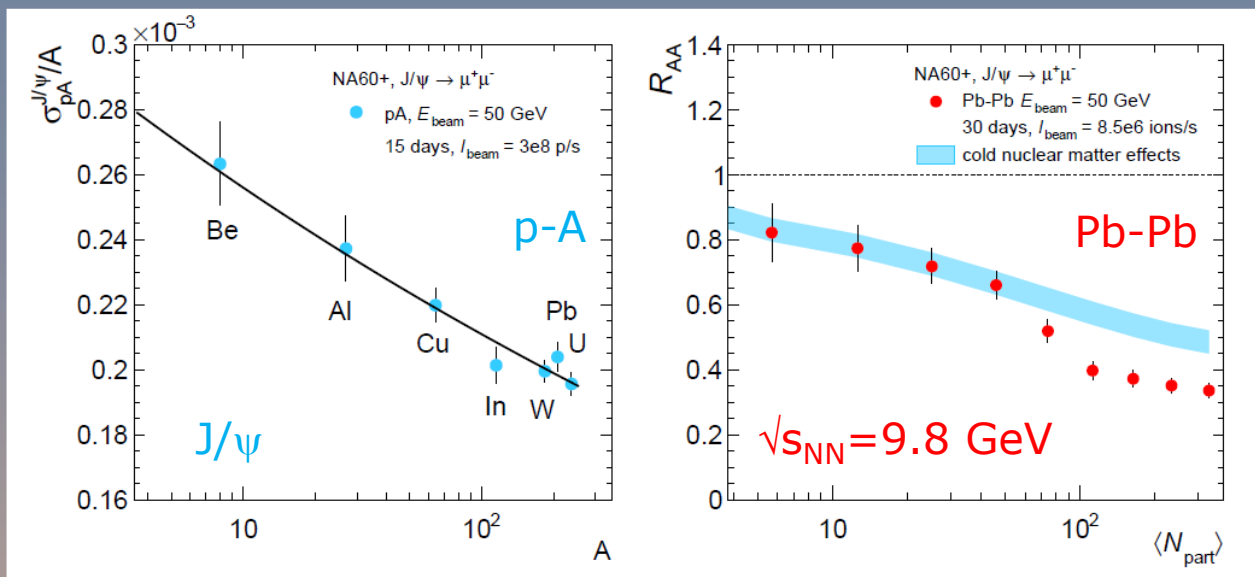 ×10⁻³
σ_pA^J/ψ/A
0.3
0.28
0.26
0.24
0.22
0.2
0.18
0.16
NA60+, J/ψ → μ⁺μ⁻
pA, E_beam = 50 GeV
15 days, I_beam = 3e8 p/s
p-A
Be
Al
Cu
In
W
Pb
U
J/ψ
10
10²
A
R_AA
1.4
1.2
1
0.8
0.6
0.4
0.2
0
NA60+, J/ψ → μ⁺μ⁻
Pb-Pb E_beam = 50 GeV
30 days, I_beam = 8.5e6 ions/s
cold nuclear matter effects
Pb-Pb
√s_NN=9.8 GeV
10
10²
⟨N_part⟩